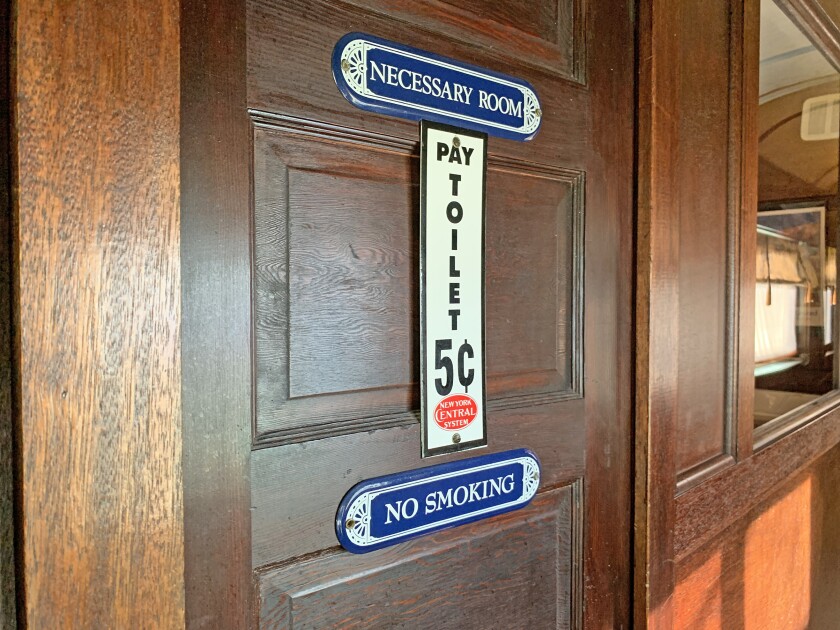 NECESSARY ROOM
PAY
TOILET
5¢
NEW YORK
CENTRAL
SYSTEM
NO SMOKING